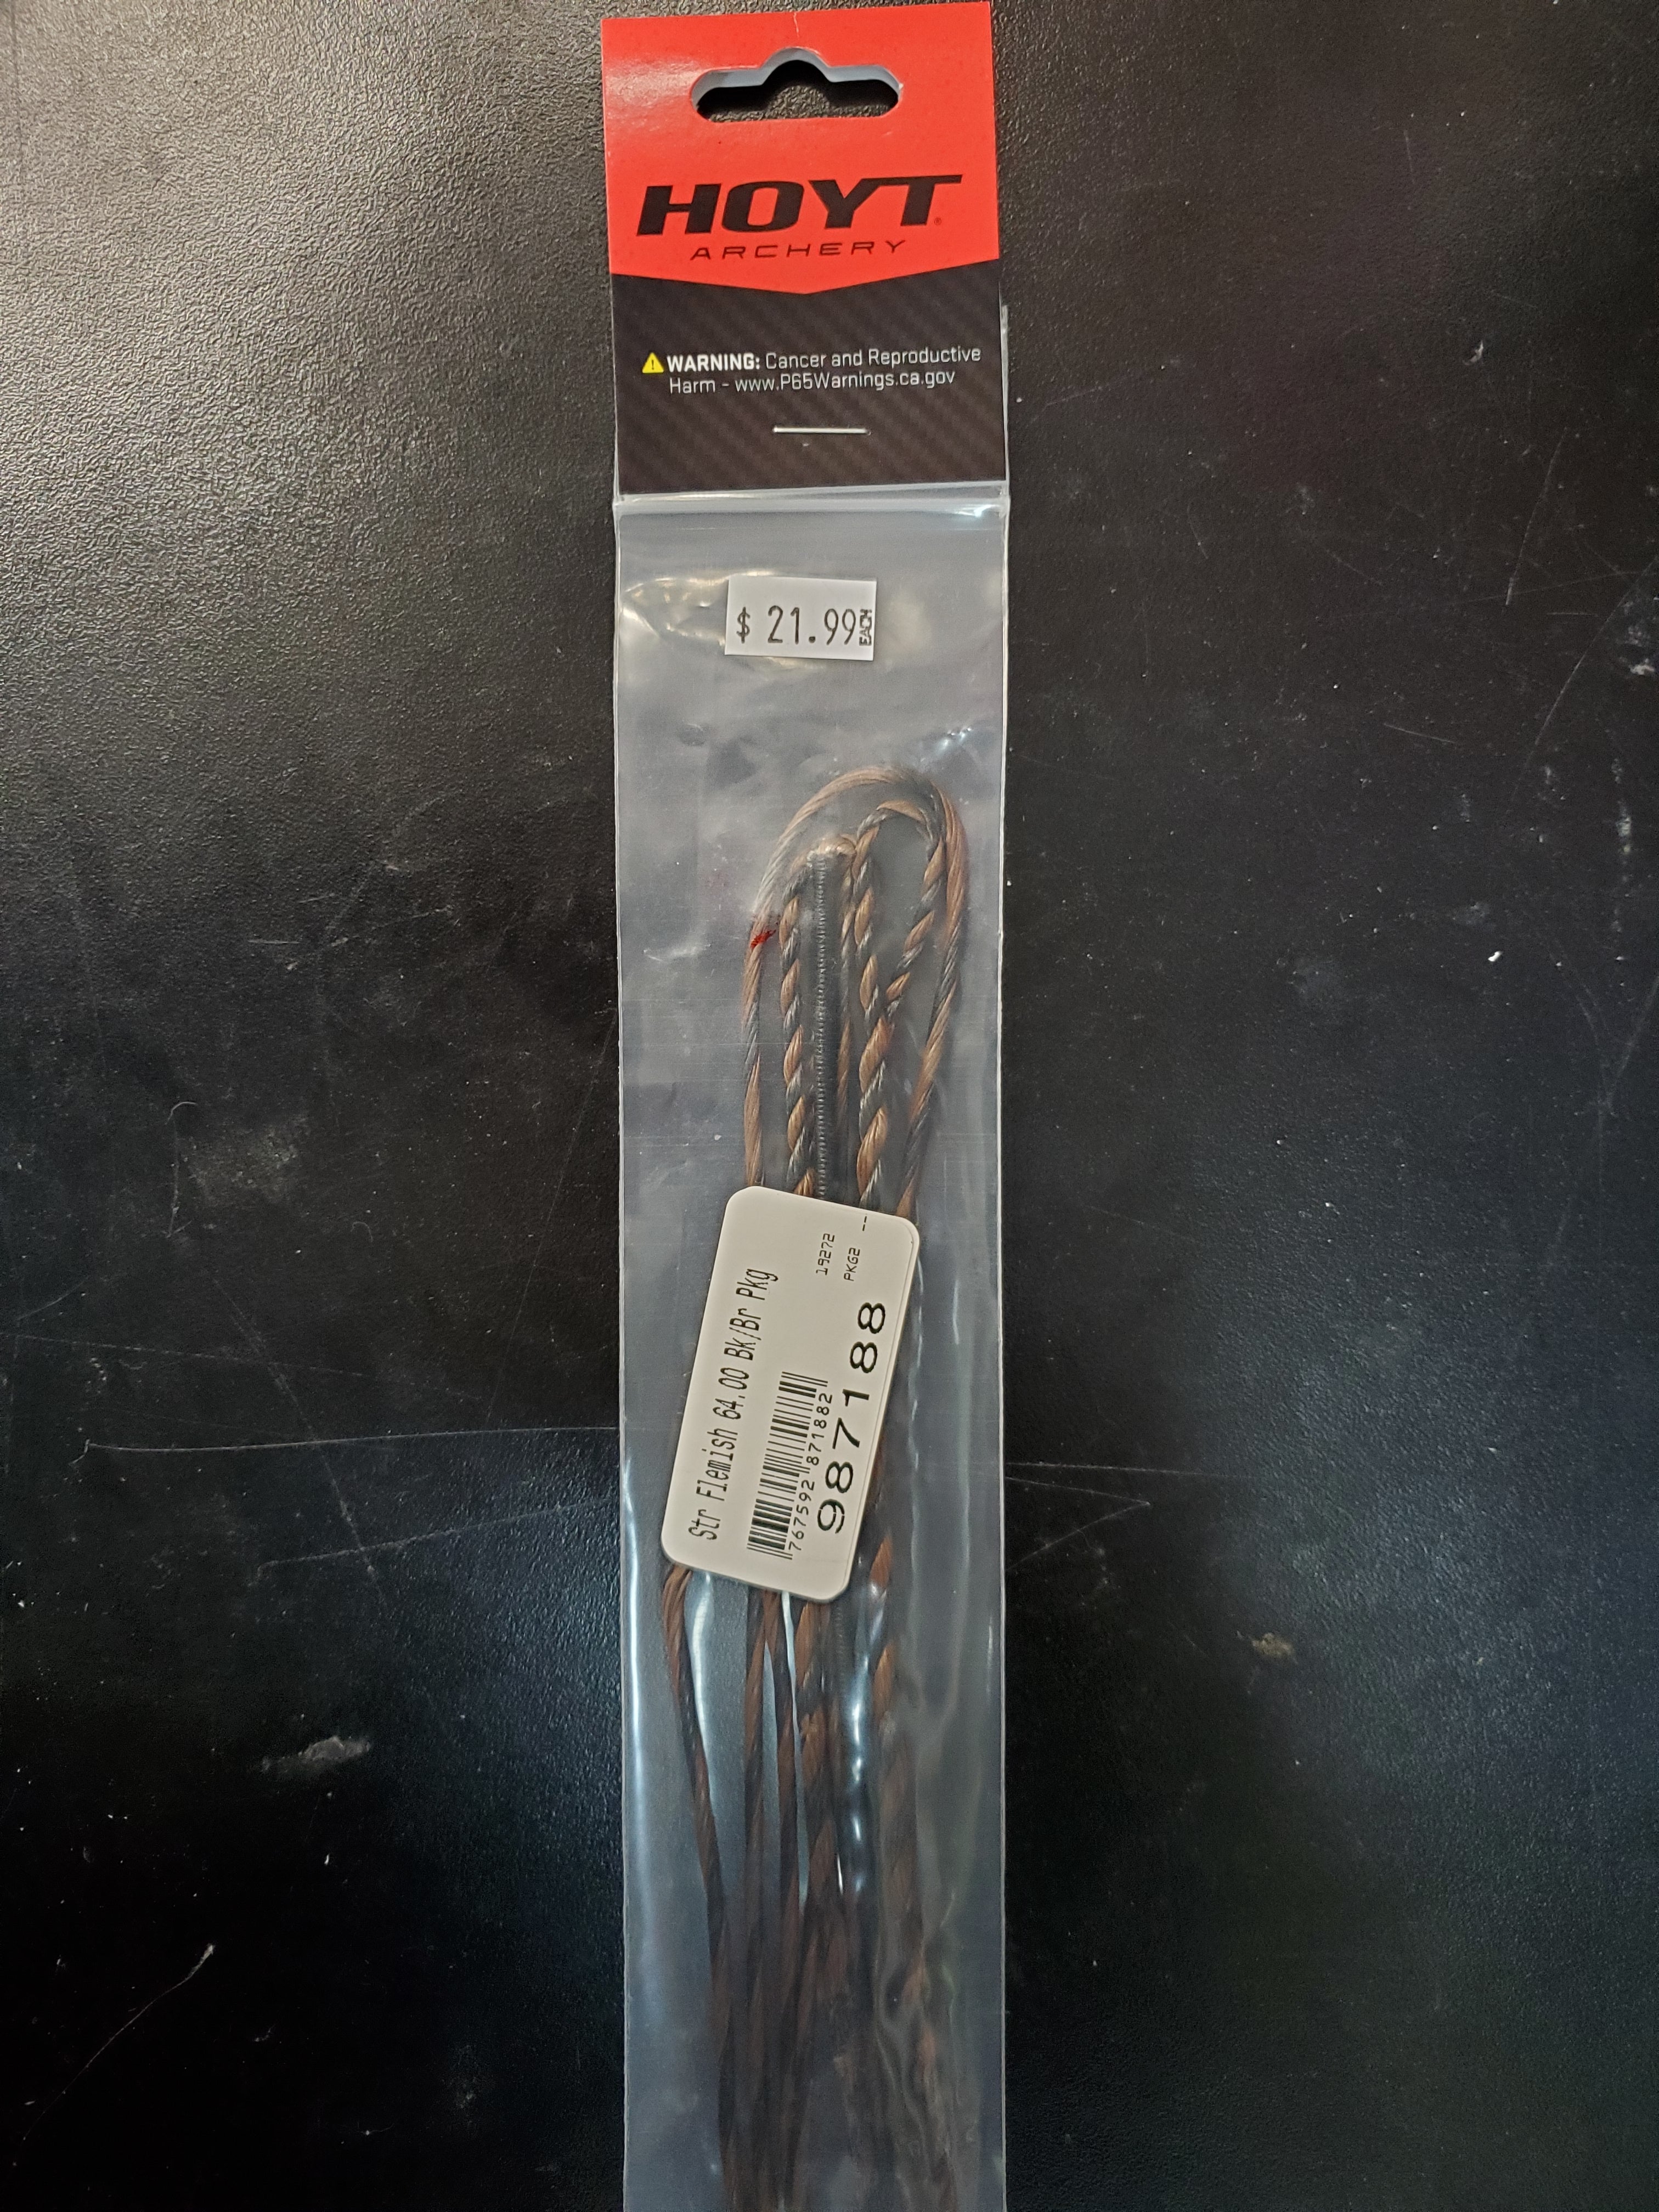 HOYT®
ARCHERY
WARNING: Cancer and Reproductive
Harm - www.P65Warnings.ca.gov
$ 21.99 EACH
Str Flemish 64.00 Bk/Br Pkg
19272
PKG2 --
767592 871882
987188